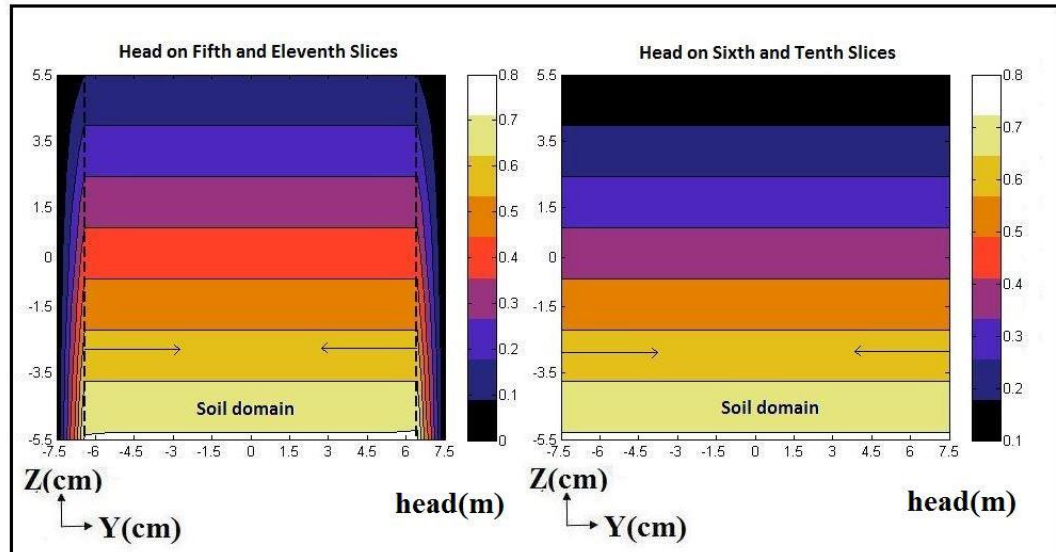 Head on Fifth and Eleventh Slices
5.5
3.5
1.5
0
-1.5
-3.5
-5.5
-7.5 -6 -4.5 -3 -1.5 0 1.5 3 4.5 6 7.5
Soil domain
0.8
0.7
0.6
0.5
0.4
0.3
0.2
0.1
0
Z(cm)
Y(cm)
head(m)
Head on Sixth and Tenth Slices
5.5
3.5
1.5
0
-1.5
-3.5
-5.5
-7.5 -6 -4.5 -3 -1.5 0 1.5 3 4.5 6 7.5
Soil domain
0.8
0.7
0.6
0.5
0.4
0.3
0.2
0.1
Z(cm)
Y(cm)
head(m)